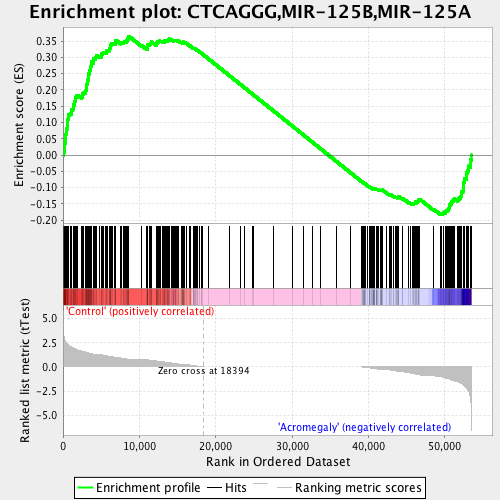 Enrichment plot: CTCAGGG,MIR-125B,MIR-125A
Enrichment score (ES)
0.35
0.30
0.25
0.20
0.15
0.10
0.05
0.00
-0.05
-0.10
-0.15
-0.20
'Control' (positively correlated)
Ranked list metric (tTest)
5.0
2.5
0.0
-2.5
-5.0
Zero cross at 18394
'Acromegaly' (negatively correlated)
0
10,000
20,000
30,000
40,000
50,000
Rank in Ordered Dataset
Enrichment profile
Hits
Ranking metric scores